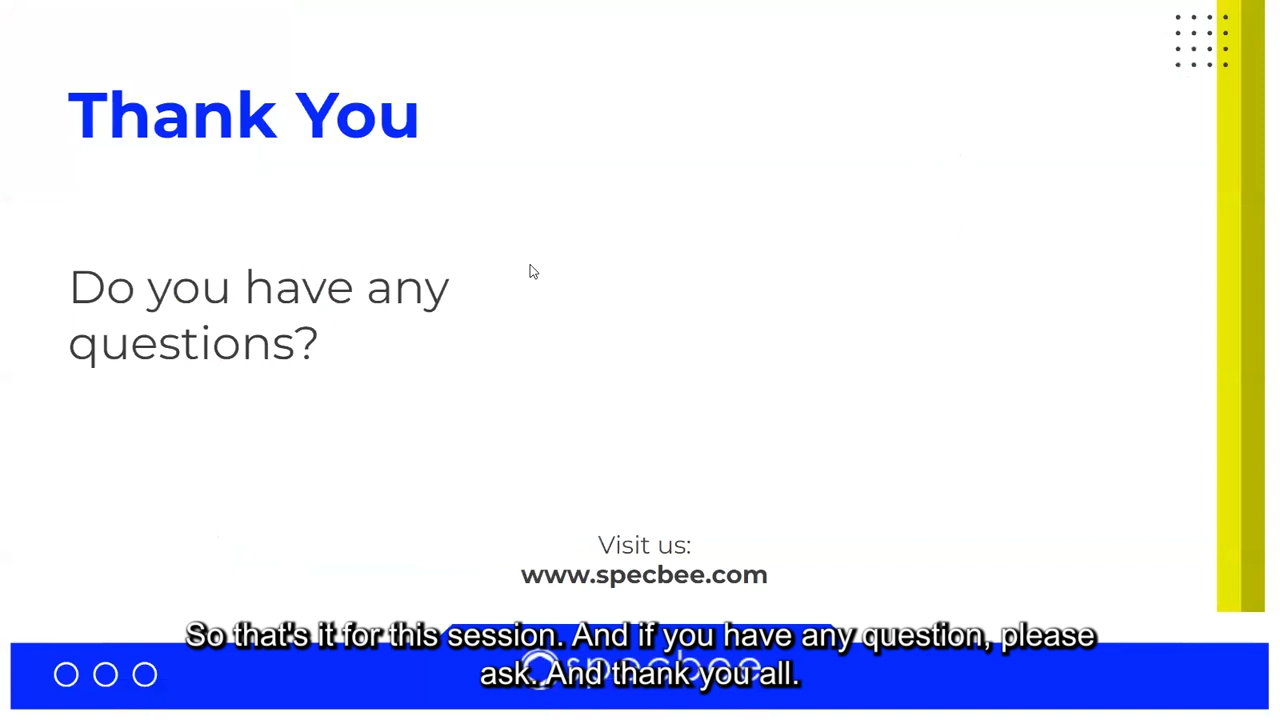 Thank You
Do you have any
questions?
Visit us:
www.specbee.com
So that's it for this session. And if you have any question, please
ask. And thank you all.
specbee